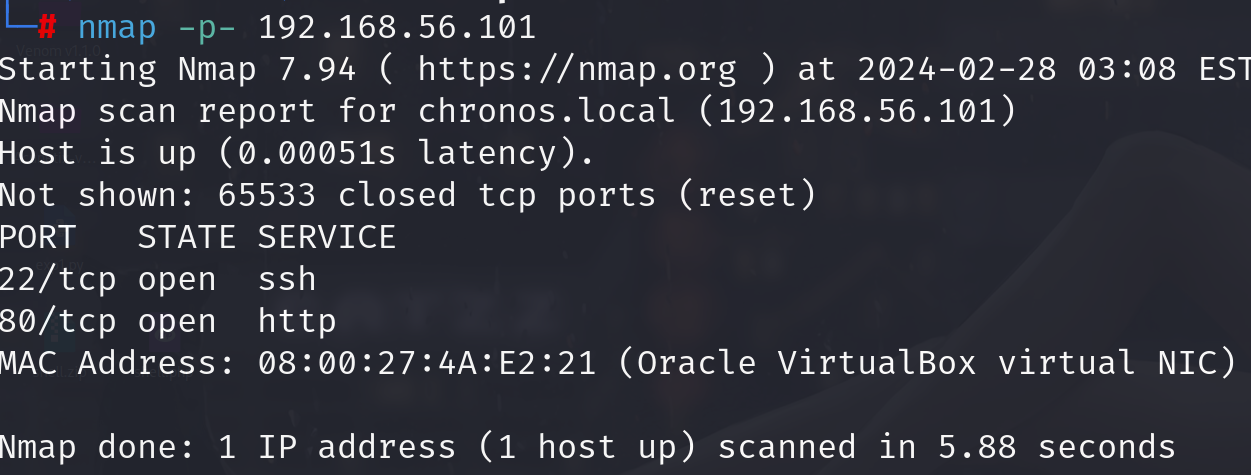 └─# nmap -p- 192.168.56.101
Starting Nmap 7.94 ( https://nmap.org ) at 2024-02-28 03:08 EST
Nmap scan report for chronos.local (192.168.56.101)
Host is up (0.00051s latency).
Not shown: 65533 closed tcp ports (reset)
PORT   STATE SERVICE
22/tcp open  ssh
80/tcp open  http
MAC Address: 08:00:27:4A:E2:21 (Oracle VirtualBox virtual NIC)
Nmap done: 1 IP address (1 host up) scanned in 5.88 seconds